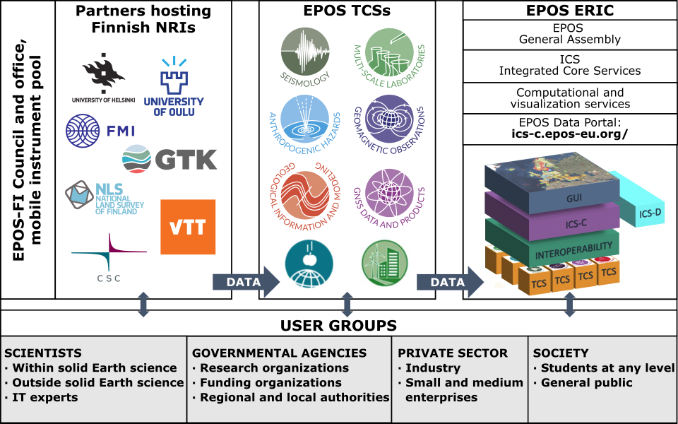 EPOS-FI Council and office,
mobile instrument pool
Partners hosting
Finnish NRIs
UNIVERSITY OF HELSINKI
UNIVERSITY
OF OULU
FMI
GTK
NLS
NATIONAL
LAND SURVEY
OF FINLAND
VTT
CSC
DATA
EPOS TCSs
SEISMOLOGY
MULTI-SCALE LABORATORIES
ANTHROPOGENIC HAZARDS
GEOMAGNETIC OBSERVATIONS
GEOLOGICAL INFORMATION AND MODELING
GNSS DATA AND PRODUCTS
DATA
EPOS ERIC
EPOS
General Assembly
ICS
Integrated Core Services
Computational and
visualization services
EPOS Data Portal:
ics-c.epos-eu.org/
GUI
ICS-C
ICS-D
INTEROPERABILITY
TCS TCS TCS TCS
USER GROUPS
SCIENTISTS
· Within solid Earth science
· Outside solid Earth science
· IT experts
GOVERNMENTAL AGENCIES
· Research organizations
· Funding organizations
· Regional and local authorities
PRIVATE SECTOR
· Industry
· Small and medium
enterprises
SOCIETY
· Students at any level
· General public